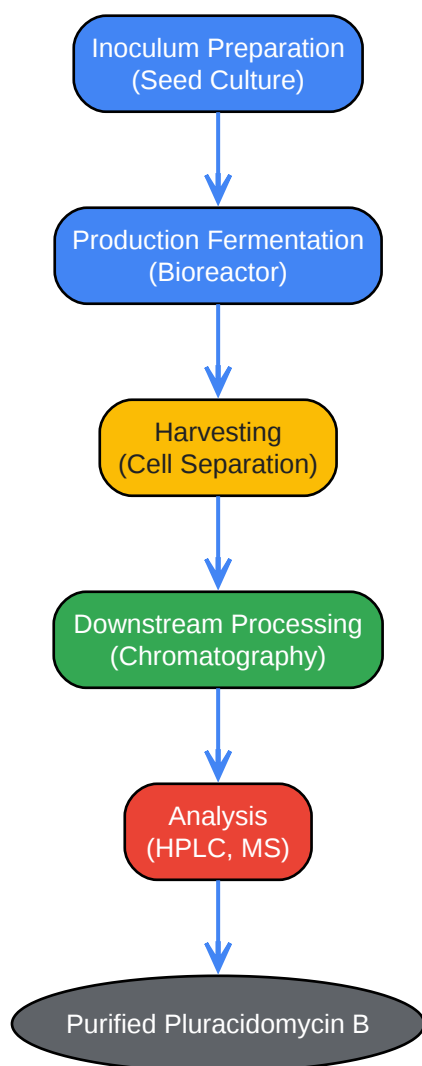 Inoculum Preparation
(Seed Culture)
Production Fermentation
(Bioreactor)
Harvesting
(Cell Separation)
Downstream Processing
(Chromatography)
Analysis
(HPLC, MS)
Purified Pluracidomycin B